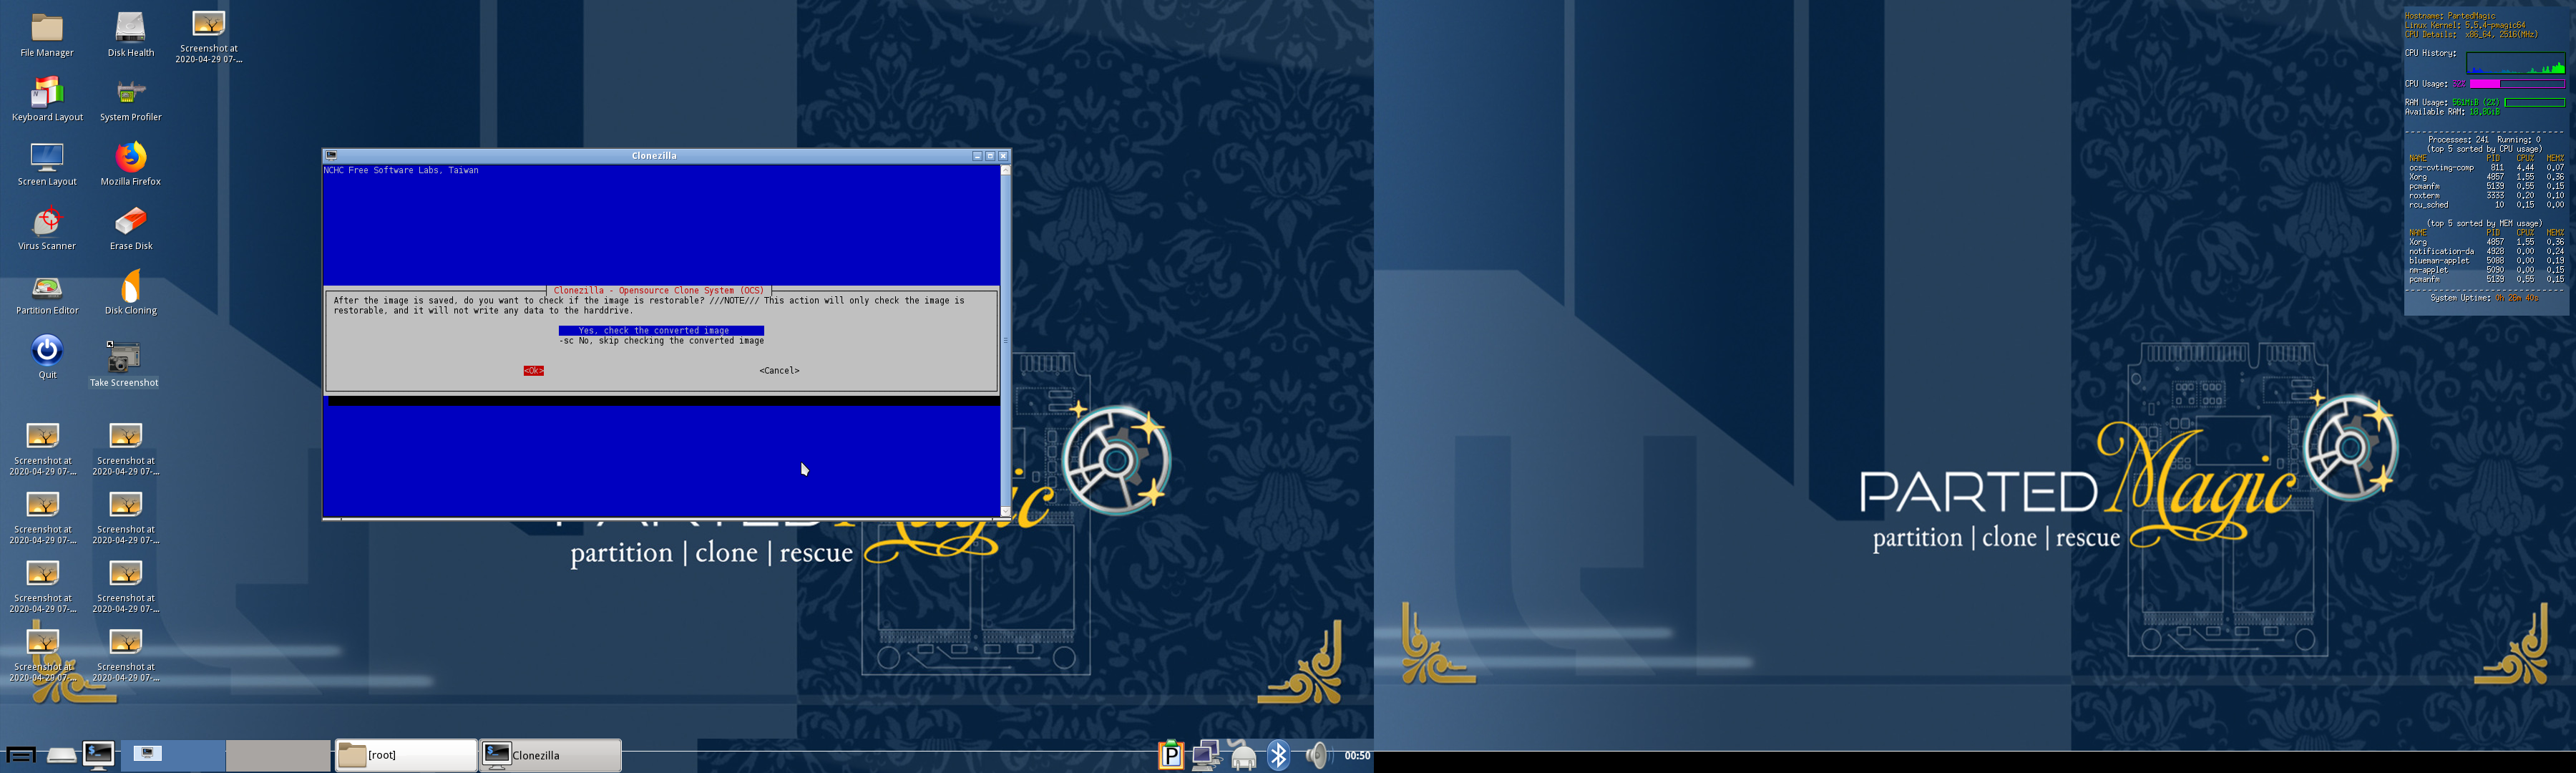 File Manager
Disk Health
Screenshot at
2020-04-29 07-...
Keyboard Layout
System Profiler
Screen Layout
Mozilla Firefox
Virus Scanner
Erase Disk
Partition Editor
Disk Cloning
Quit
Take Screenshot
Screenshot at
2020-04-29 07-...
Screenshot at
2020-04-29 07-...
Screenshot at
2020-04-29 07-...
Screenshot at
2020-04-29 07-...
Screenshot at
2020-04-29 07-...
Screenshot at
2020-04-29 07-...
Screenshot at
2020-04-29 07-...
Screenshot at
2020-04-29 07-...
Clonezilla
NCHC Free Software Labs, Taiwan
Clonezilla - Opensource Clone System (OCS)
After the image is saved, do you want to check if the image is restorable? ///NOTE/// This action will only check the image is
restorable, and it will not write any data to the harddrive.
Yes, check the converted image
-sc No, skip checking the converted image
<Ok>
<Cancel>
partition | clone | rescue
[root]
Clonezilla
00:50
PARTED Magic
partition | clone | rescue
Hostname: PartedMagic
Linux Kernel: 5.5.4-pmagic64
CPU Details: x86_64, 2516(MHz)
CPU History:
CPU Usage: 32%
RAM Usage: 561MiB (2%)
Available RAM: 18.8GiB
Processes: 241 Running: 0
(top 5 sorted by CPU usage)
NAME PID CPU% MEM%
ocs-cvtimg-comp 811 4.44 0.07
Xorg 4857 1.55 0.36
pcmanfm 5139 0.55 0.15
roxterm 3333 0.20 0.10
rcu_sched 10 0.15 0.00
(top 5 sorted by MEM usage)
NAME PID CPU% MEM%
Xorg 4857 1.55 0.36
notification-da 4928 0.00 0.24
blueman-applet 5088 0.00 0.19
nm-applet 5090 0.00 0.15
pcmanfm 5139 0.55 0.15
System Uptime: 0h 25m 40s